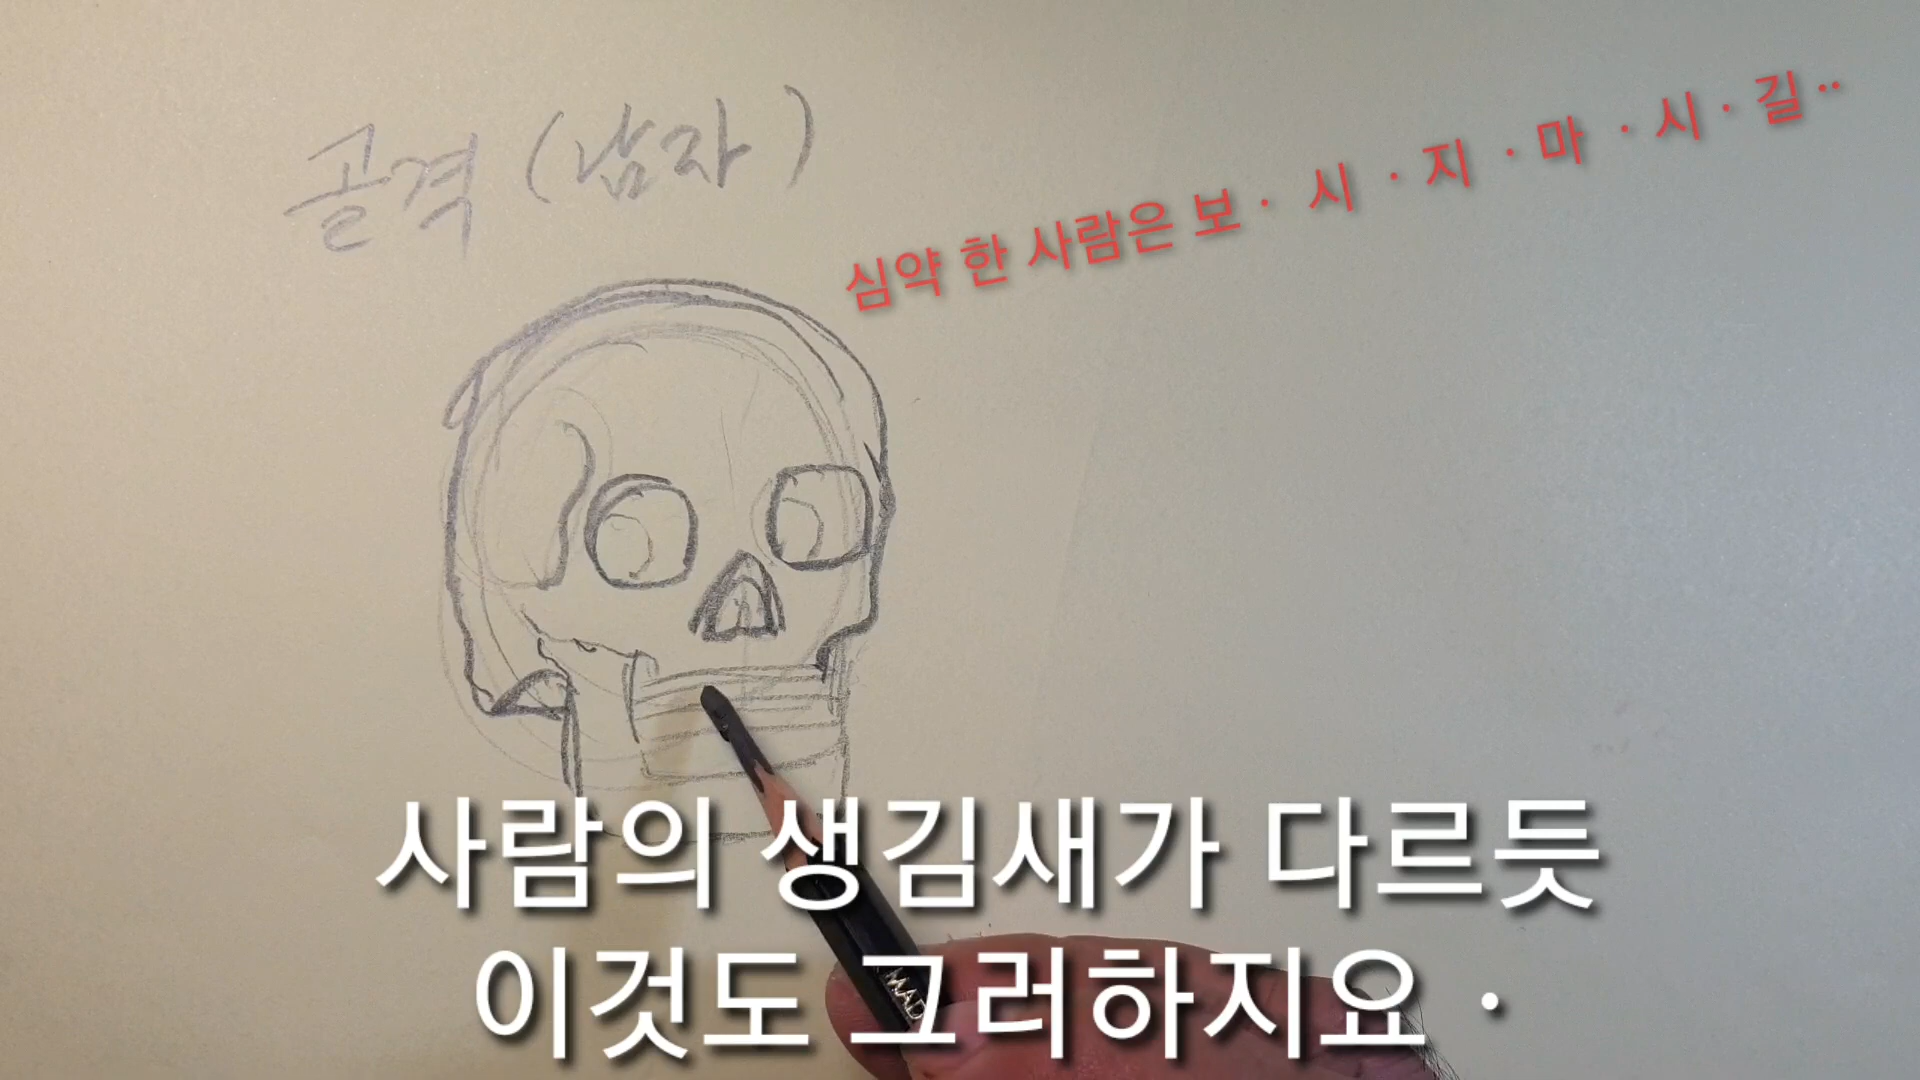 골격 (남자)
심약 한 사람은 보 · 시 · 지 · 마 · 시 · 길 ··
사람의 생김새가 다르듯
이것도 그러하지요 ·
MAD